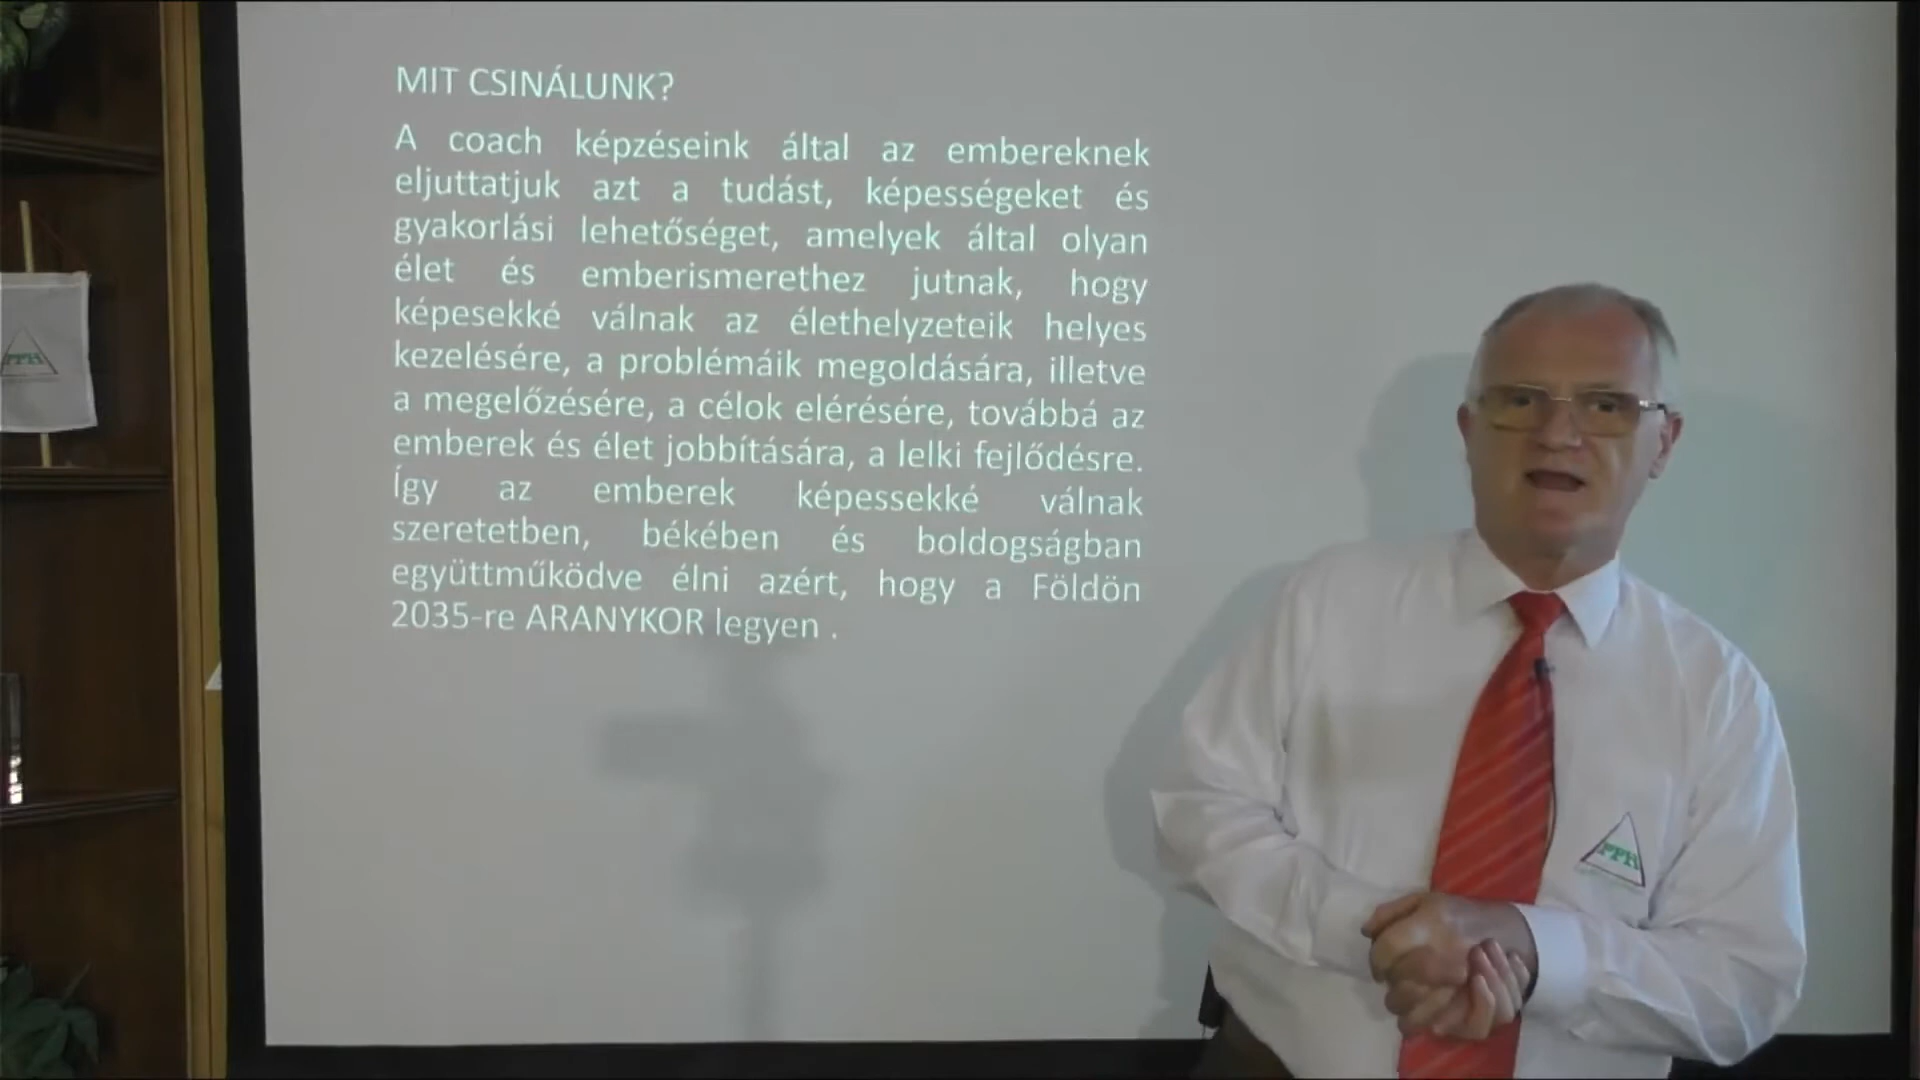 MIT CSINÁLUNK?
A coach képzéseink által az embereknek
eljuttatjuk azt a tudást, képességeket és
gyakorlási lehetőséget, amelyek által olyan
élet és emberismerethez jutnak, hogy
képesekké válnak az élethelyzeteik helyes
kezelésére, a problémáik megoldására, illetve
a megelőzésére, a célok elérésére, továbbá az
emberek és élet jobbítására, a lelki fejlődésre.
Így az emberek képessekké válnak
szeretetben, békében és boldogságban
együttműködve élni azért, hogy a Földön
2035-re ARANYKOR legyen .
PPH
PPH